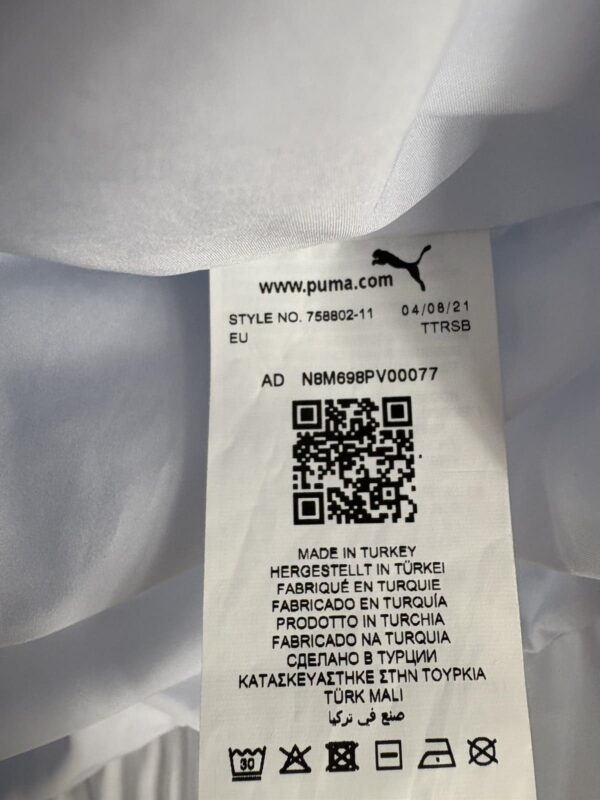 www.puma.com
STYLE NO. 758802-11 04/08/21
EU TTRSB
AD N8M698PV00077
MADE IN TURKEY
HERGESTELLT IN TÜRKEI
FABRIQUÉ EN TURQUIE
FABRICADO EN TURQUÍA
PRODOTTO IN TURCHIA
FABRICADO NA TURQUIA
СДЕЛАНО В ТУРЦИИ
ΚΑΤΑΣΚΕΥΑΣΤΗΚΕ ΣΤΗΝ ΤΟΥΡΚΙΑ
TÜRK MALI
صنع في تركيا
30